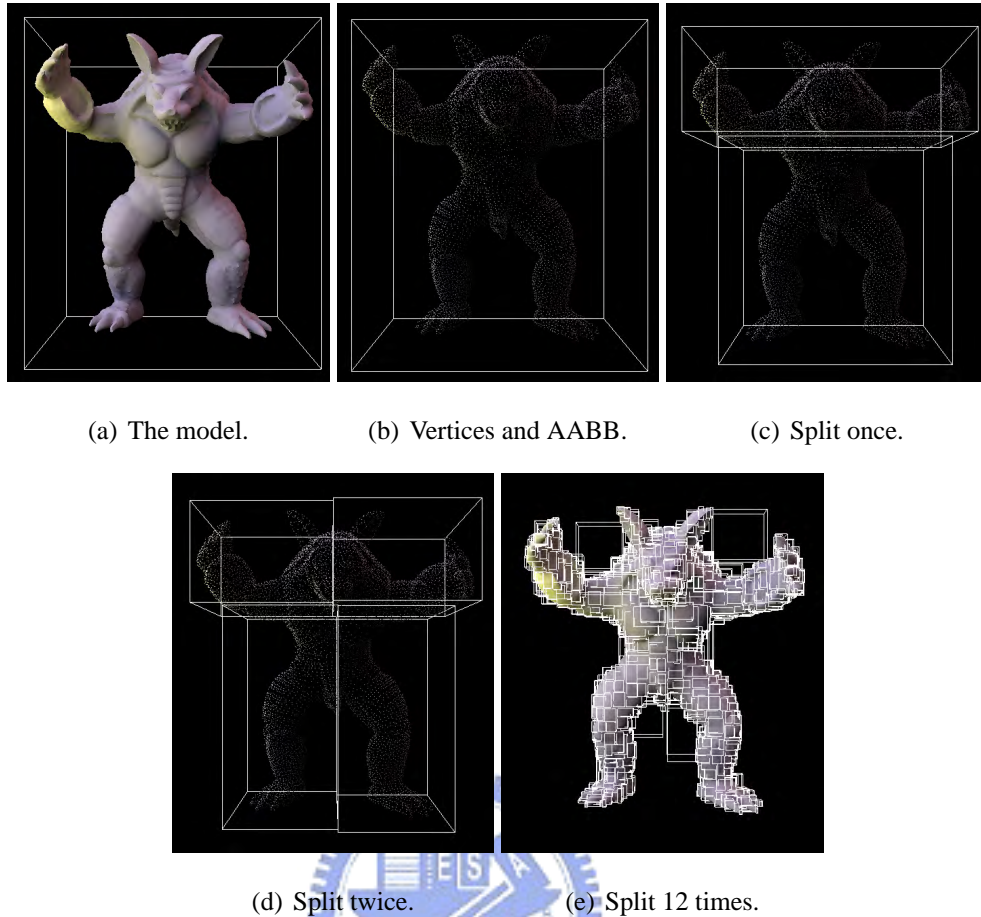 (a) The model.
(b) Vertices and AABB.
(c) Split once.
E S A
(d) Split twice.
(e) Split 12 times.